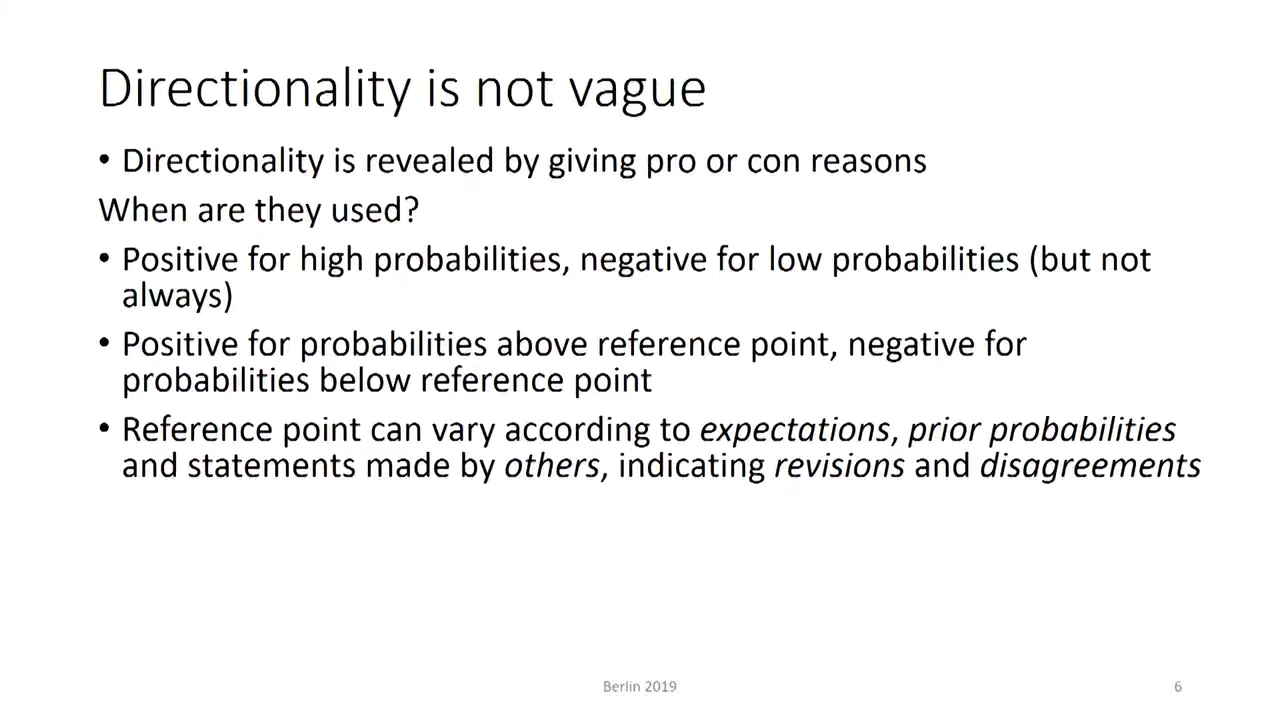 Directionality is not vague
• Directionality is revealed by giving pro or con reasons
When are they used?
• Positive for high probabilities, negative for low probabilities (but not
always)
• Positive for probabilities above reference point, negative for
probabilities below reference point
• Reference point can vary according to expectations, prior probabilities
and statements made by others, indicating revisions and disagreements
Berlin 2019
6